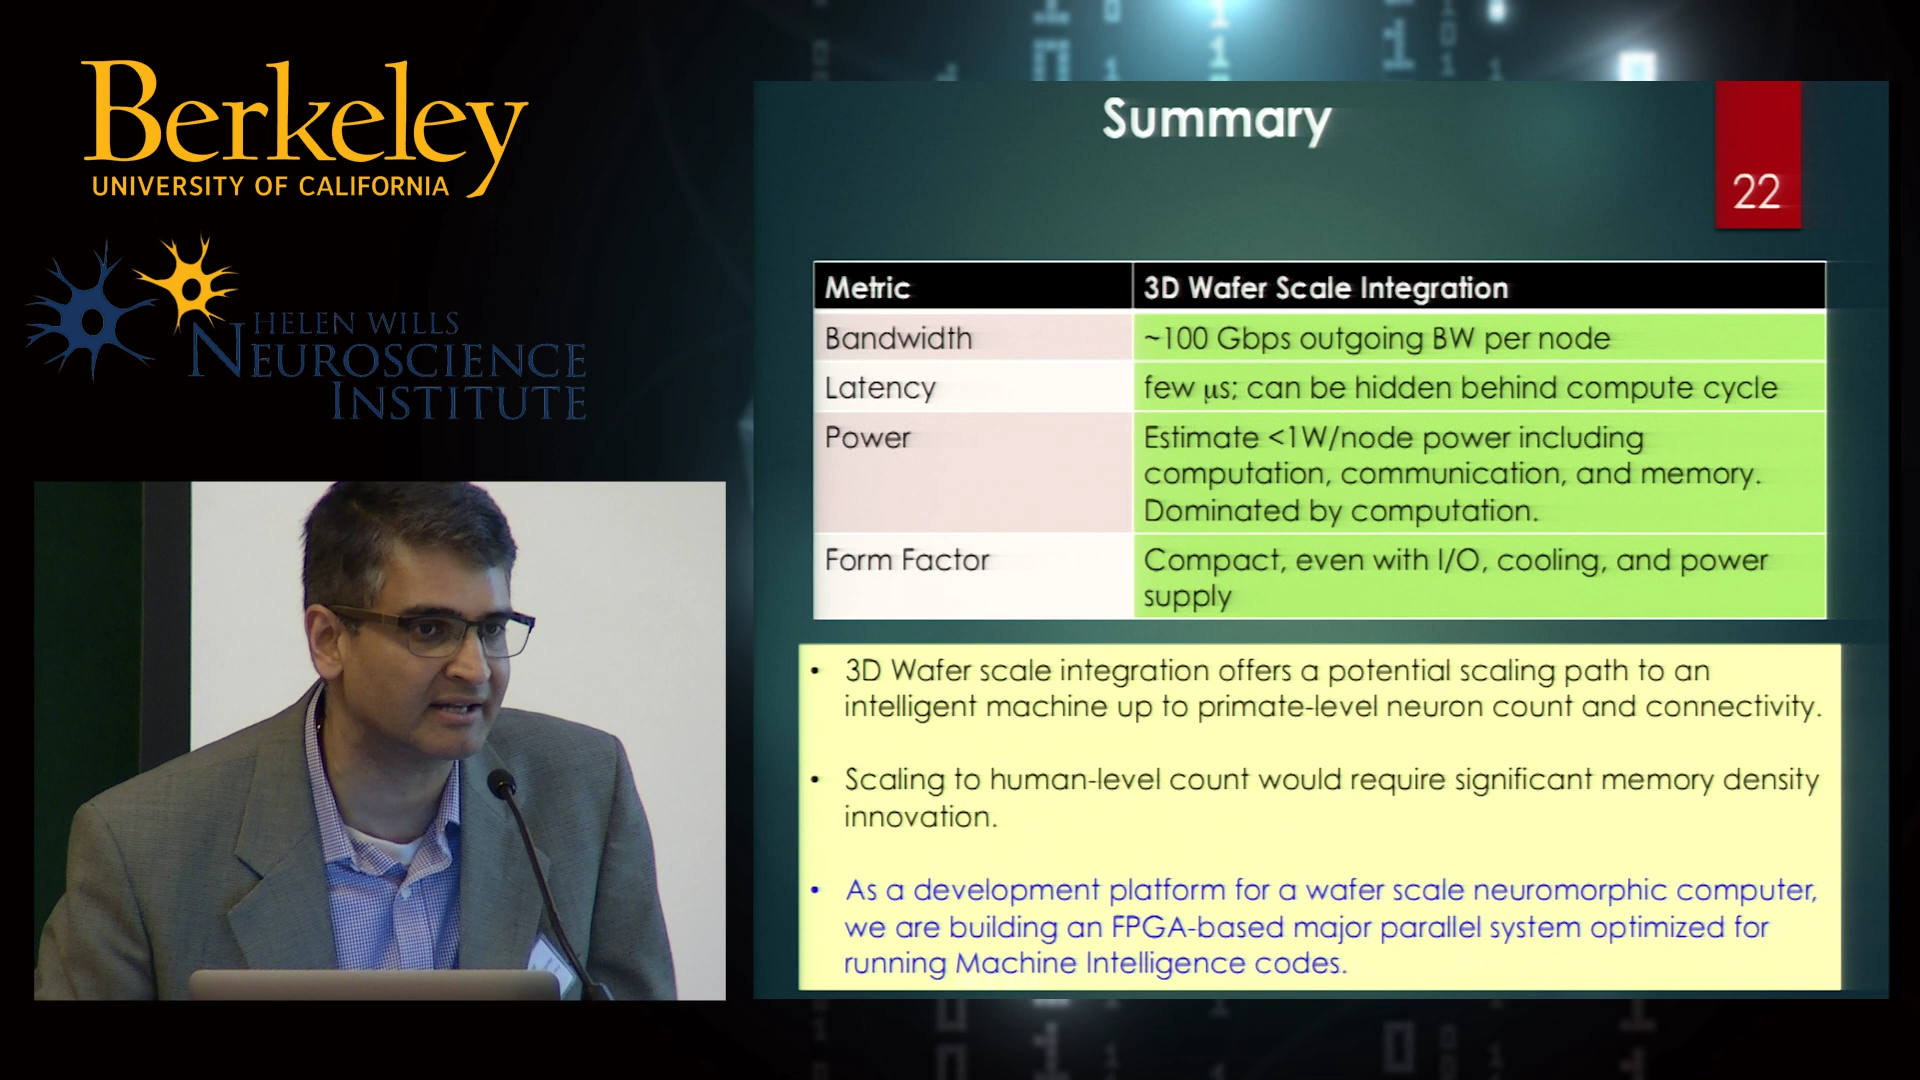 Berkeley
UNIVERSITY OF CALIFORNIA
HELEN WILLS
NEUROSCIENCE
INSTITUTE
Summary
22
Metric 3D Wafer Scale Integration
Bandwidth ~100 Gbps outgoing BW per node
Latency few µs; can be hidden behind compute cycle
Power Estimate <1W/node power including
computation, communication, and memory.
Dominated by computation.
Form Factor Compact, even with I/O, cooling, and power
supply
• 3D Wafer scale integration offers a potential scaling path to an
intelligent machine up to primate-level neuron count and connectivity.
• Scaling to human-level count would require significant memory density
innovation.
• As a development platform for a wafer scale neuromorphic computer,
we are building an FPGA-based major parallel system optimized for
running Machine Intelligence codes.